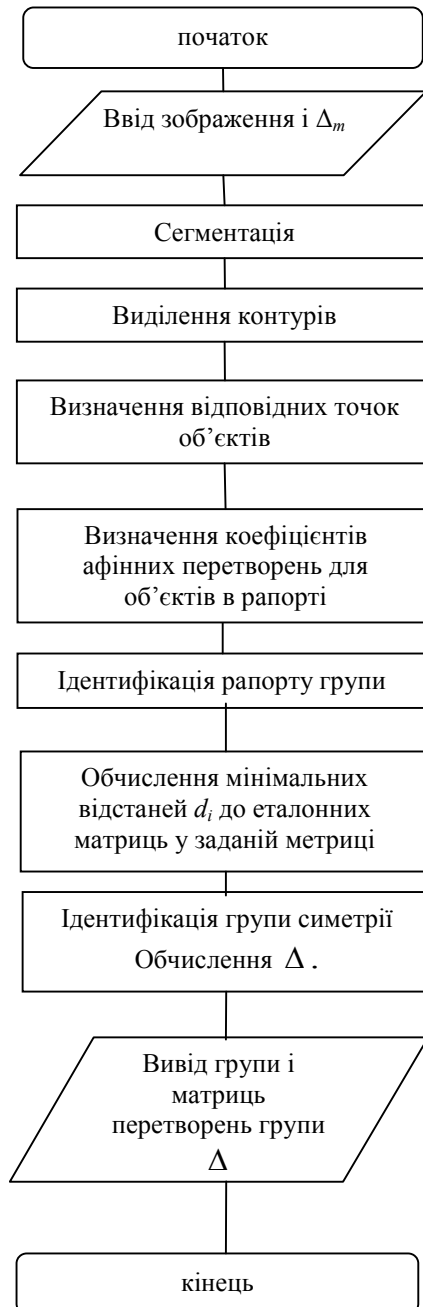 початок
Ввід зображення і Δm
Сегментація
Виділення контурів
Визначення відповідних точок
об’єктів
Визначення коефіцієнтів
афінних перетворень для
об’єктів в рапорті
Ідентифікація рапорту групи
Обчислення мінімальних
відстаней di до еталонних
матриць у заданій метриці
Ідентифікація групи симетрії
Обчислення Δ .
Вивід групи і
матриць
перетворень групи
Δ
кінець